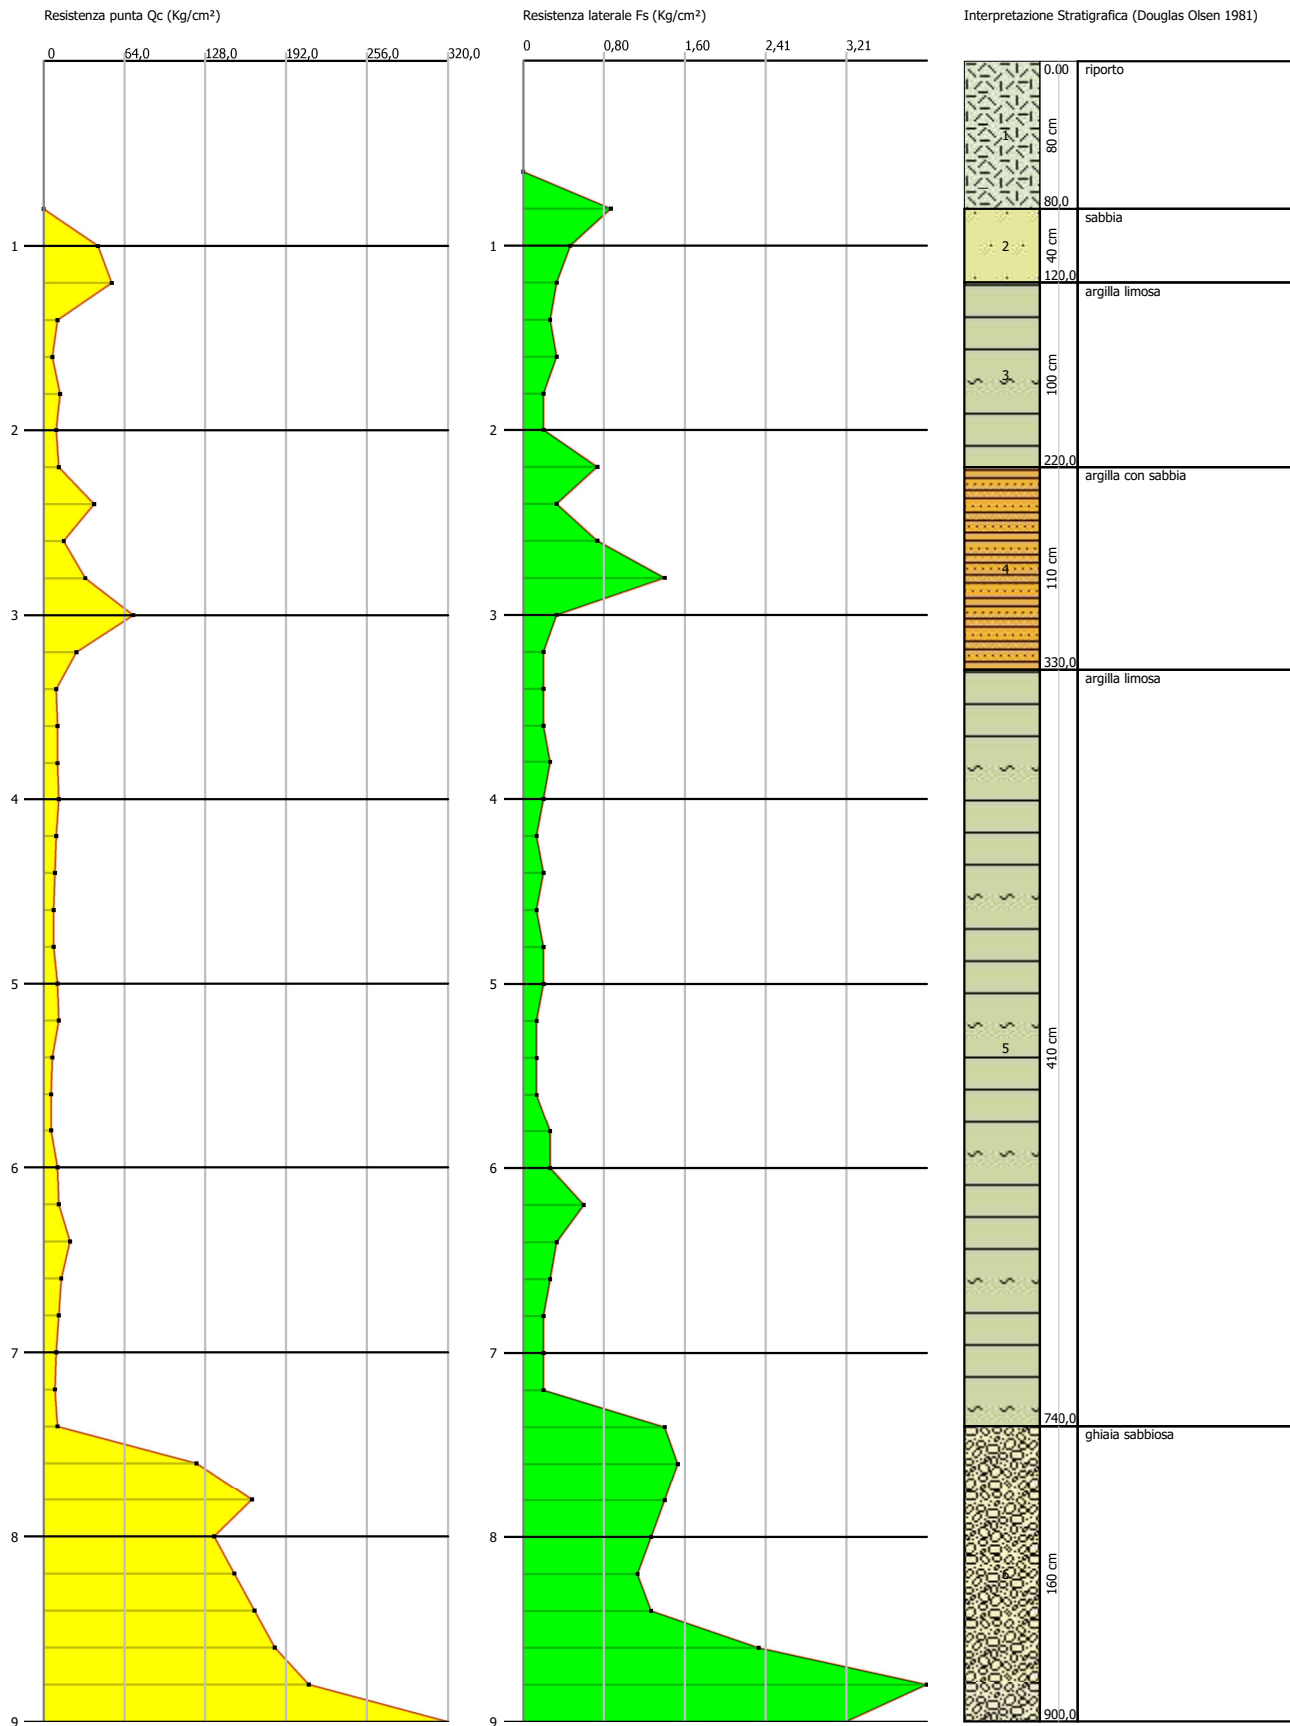 Resistenza punta Qc (Kg/cm²)
0 64,0 128,0 192,0 256,0 320,0
1
2
3
4
5
6
7
8
9
Resistenza laterale Fs (Kg/cm²)
0 0,80 1,60 2,41 3,21
1
2
3
4
5
6
7
8
9
Interpretazione Stratigrafica (Douglas Olsen 1981)
0.00 riporto
1 80 cm
80,0
sabbia
2 40 cm
120,0
argilla limosa
3 100 cm
220,0
argilla con sabbia
4 110 cm
330,0
argilla limosa
5 410 cm
740,0
ghiaia sabbiosa
6 160 cm
900,0